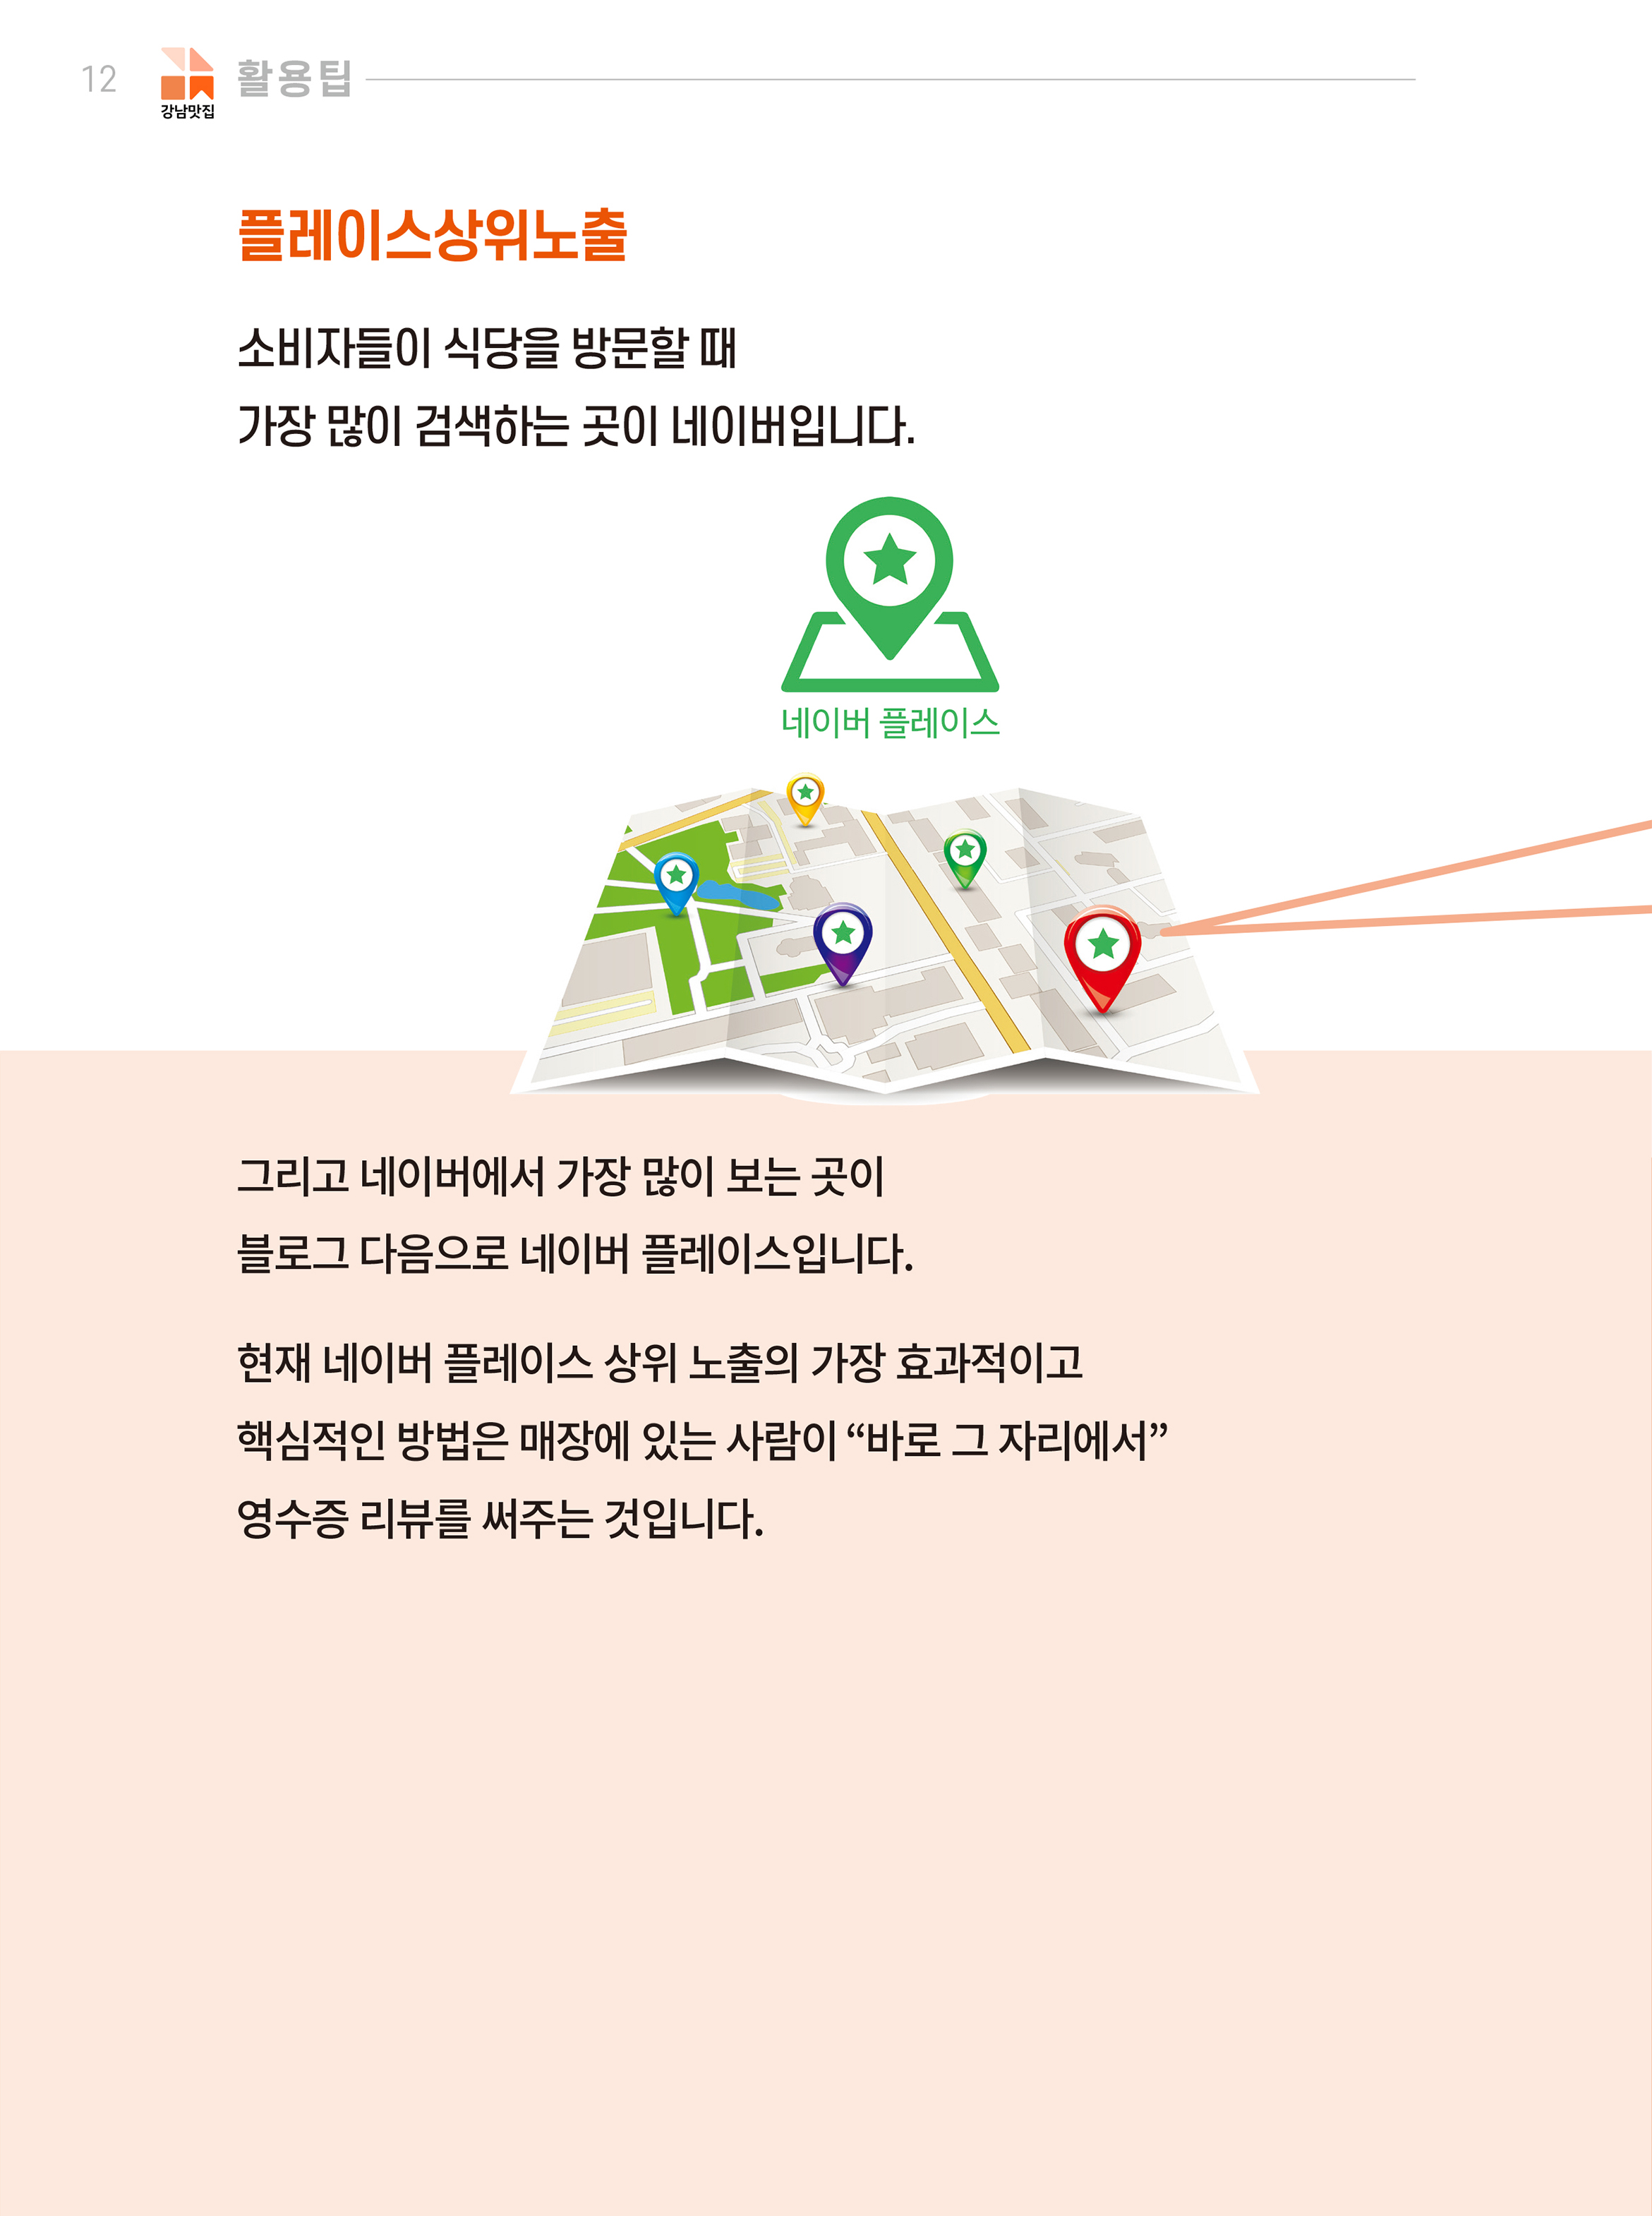 12
강남맛집
활용팁
플레이스상위노출
소비자들이 식당을 방문할 때
가장 많이 검색하는 곳이 네이버입니다.
네이버 플레이스
그리고 네이버에서 가장 많이 보는 곳이
블로그 다음으로 네이버 플레이스입니다.
현재 네이버 플레이스 상위 노출의 가장 효과적이고
핵심적인 방법은 매장에 있는 사람이 “바로 그 자리에서”
영수증 리뷰를 써주는 것입니다.